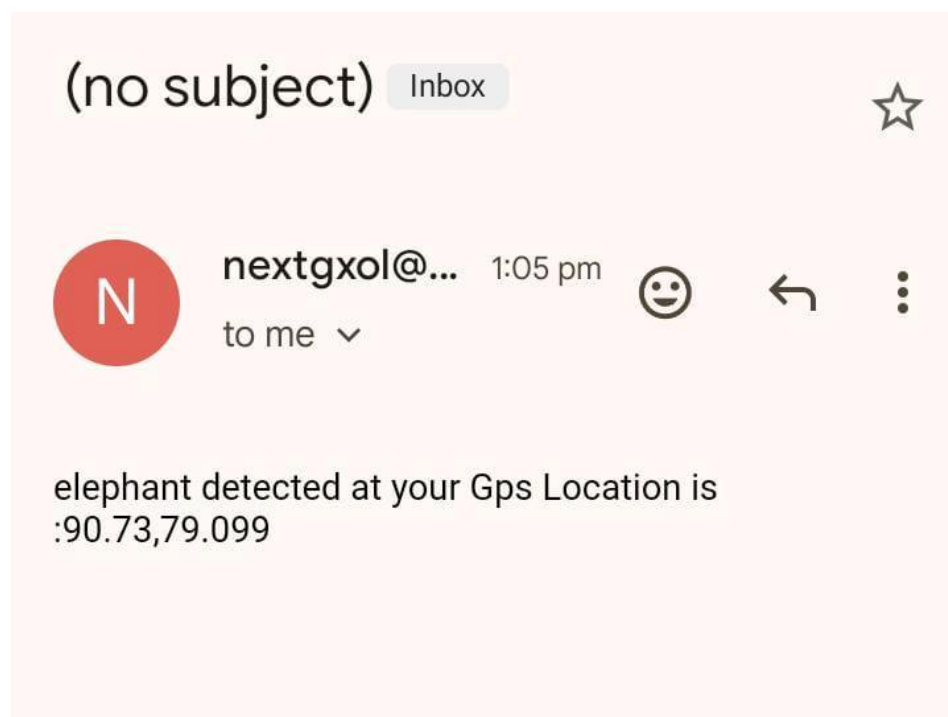 (no subject) Inbox
N
nextgxol@... 1:05 pm
to me
elephant detected at your Gps Location is
:90.73,79.099